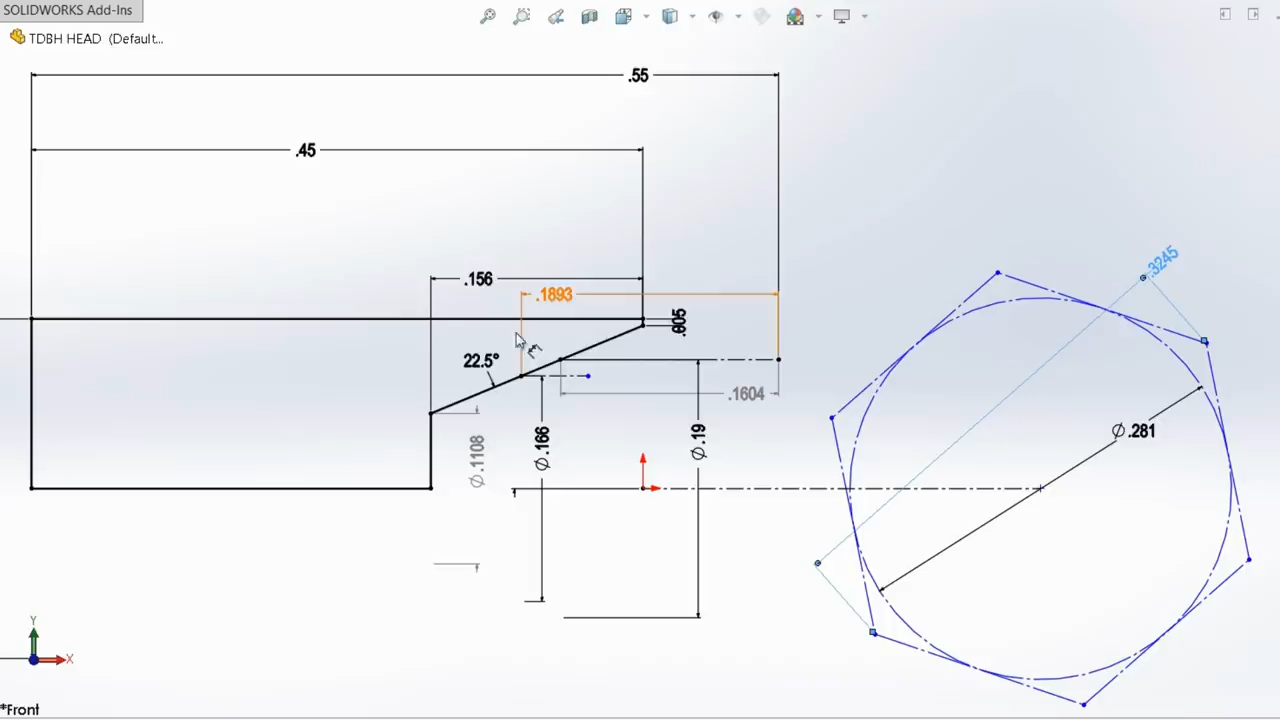 SOLIDWORKS Add-Ins
TDBH HEAD (Default...
.55
.45
.156
.1893
.3245
.005
22.5°
.1604
Ø.281
Ø.1108
Ø.166
Ø.19
Y
X
*Front